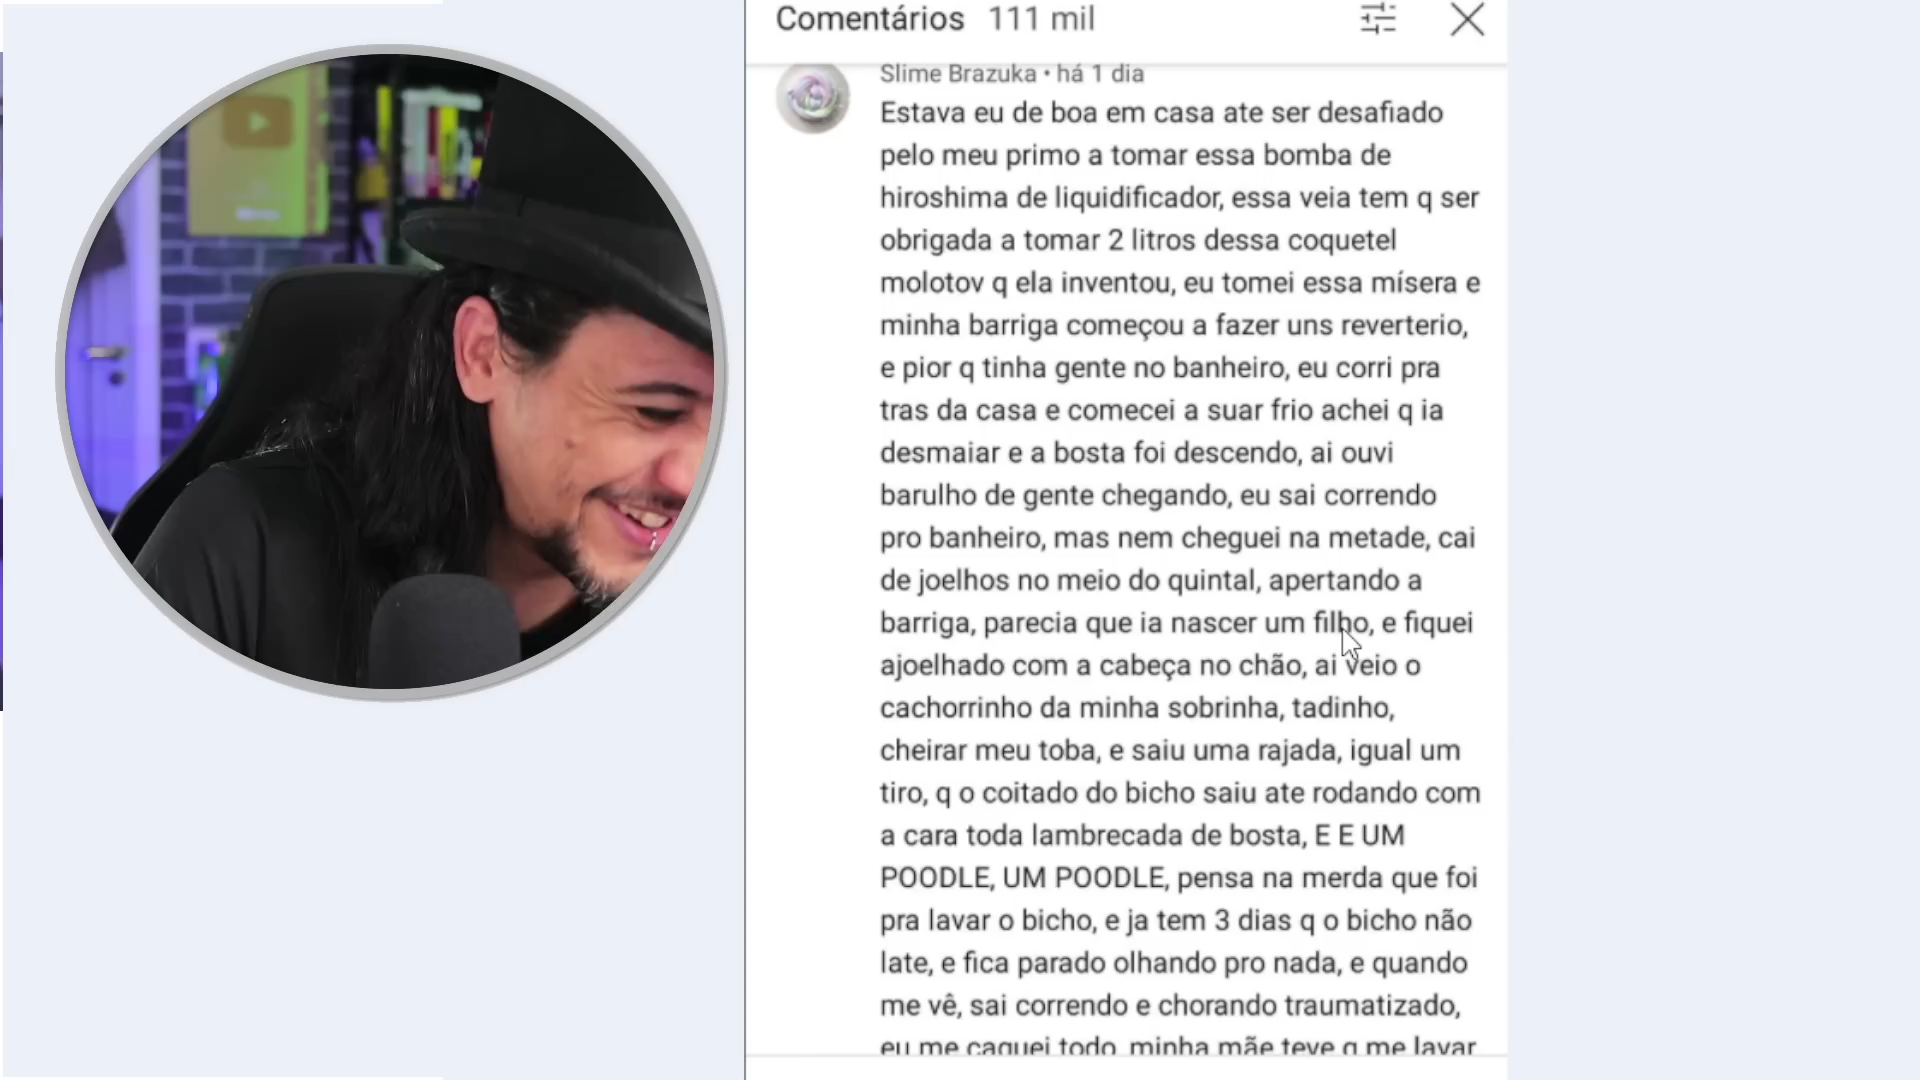 Comentários 111 mil
Slime Brazuka • há 1 dia
Estava eu de boa em casa ate ser desafiado
pelo meu primo a tomar essa bomba de
hiroshima de liquidificador, essa veia tem q ser
obrigada a tomar 2 litros dessa coquetel
molotov q ela inventou, eu tomei essa mísera e
minha barriga começou a fazer uns reverterio,
e pior q tinha gente no banheiro, eu corri pra
tras da casa e comecei a suar frio achei q ia
desmaiar e a bosta foi descendo, ai ouvi
barulho de gente chegando, eu sai correndo
pro banheiro, mas nem cheguei na metade, cai
de joelhos no meio do quintal, apertando a
barriga, parecia que ia nascer um filho, e fiquei
ajoelhado com a cabeça no chão, ai veio o
cachorrinho da minha sobrinha, tadinho,
cheirar meu toba, e saiu uma rajada, igual um
tiro, q o coitado do bicho saiu ate rodando com
a cara toda lambrecada de bosta, E E UM
POODLE, UM POODLE, pensa na merda que foi
pra lavar o bicho, e ja tem 3 dias q o bicho não
late, e fica parado olhando pro nada, e quando
me vê, sai correndo e chorando traumatizado,
eu me caguei todo, minha mãe teve q me lavar